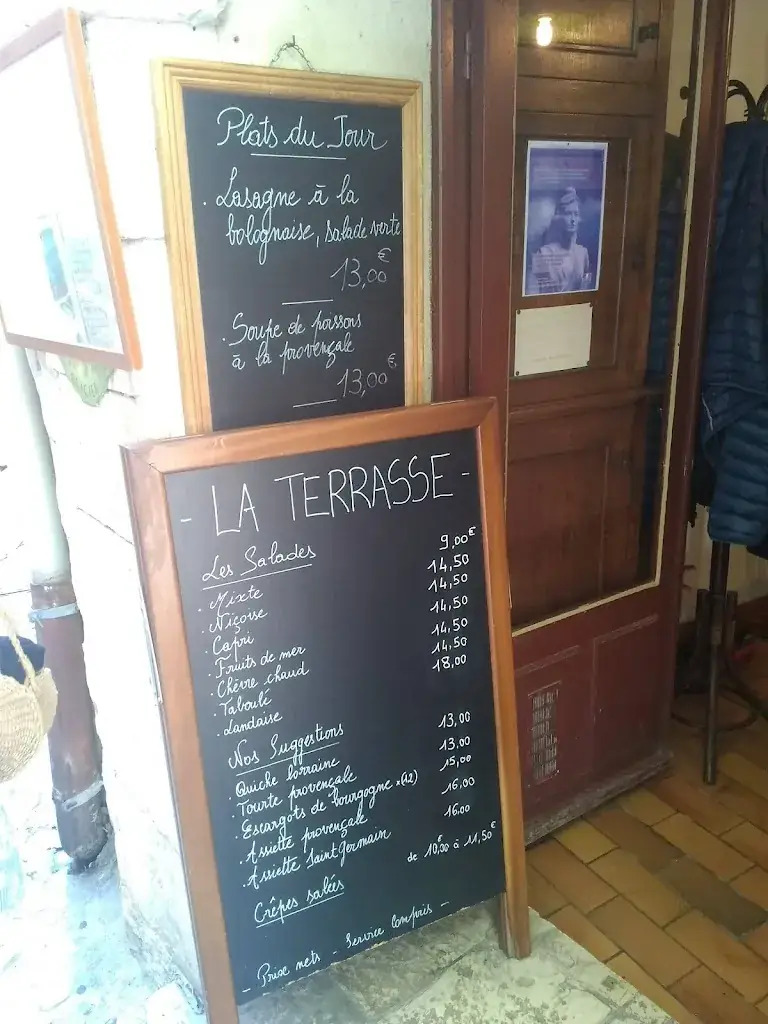 Plats du Jour
. Lasagne à la
bolognaise, salade verte
13,00€
. Soupe de poissons
à la provençale
13,00€
- LA TERRASSE -
Les Salades
. Mixte 9,00€
. Niçoise 14,50
. Capri 14,50
. Fruits de mer 14,50
. Chèvre chaud 14,50
. Taboulé 14,50
. Landaise 18,00
Nos Suggestions
. Quiche lorraine 13,00
. Tourte provençale 13,00
. Escargots de bourgogne x(12) 15,00
. Assiette provençale 16,00
. Assiette Saint Germain 16,00
Crêpes salées de 10,50€ à 11,50€
- Prix nets - Service Compris -